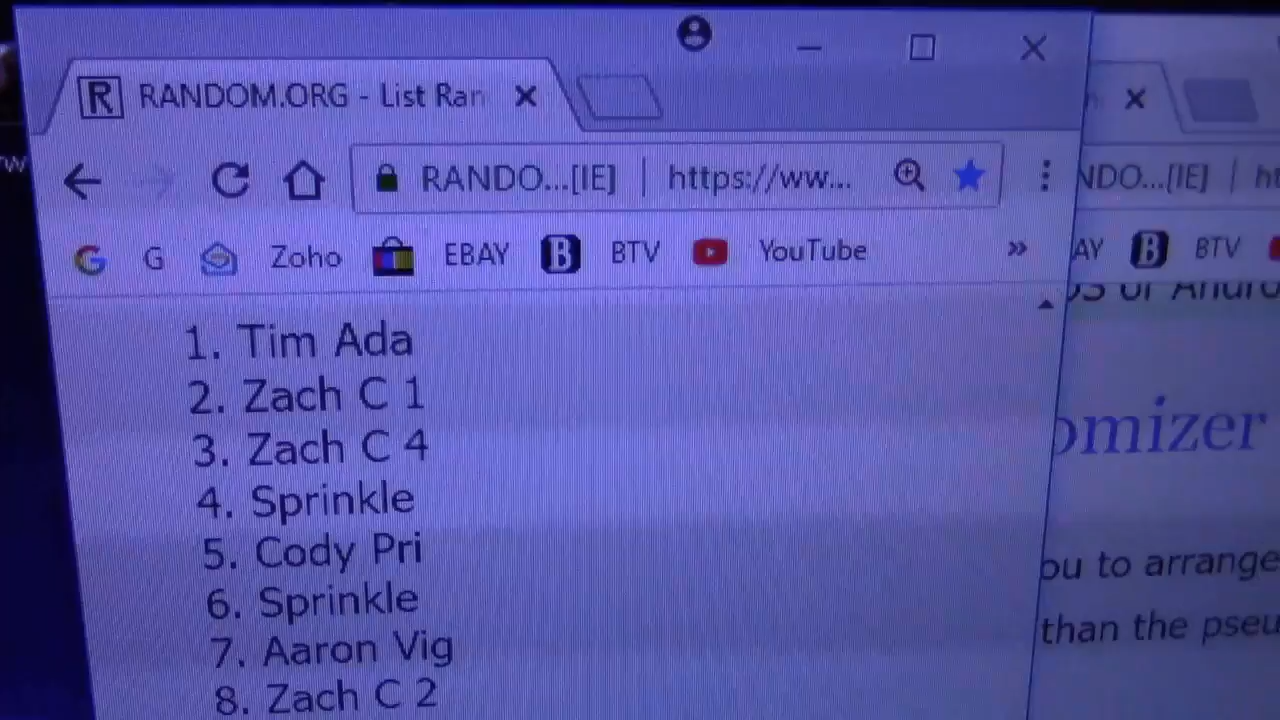 R RANDOM.ORG - List Ran
RANDO...[IE] | https://ww...
NDO...[IE] | ht
G G Zoho EBAY B BTV YouTube »
AY B BTV
1. Tim Ada
2. Zach C 1
3. Zach C 4
4. Sprinkle
5. Cody Pri
6. Sprinkle
7. Aaron Vig
8. Zach C 2
omizer
ou to arrange
than the pseu